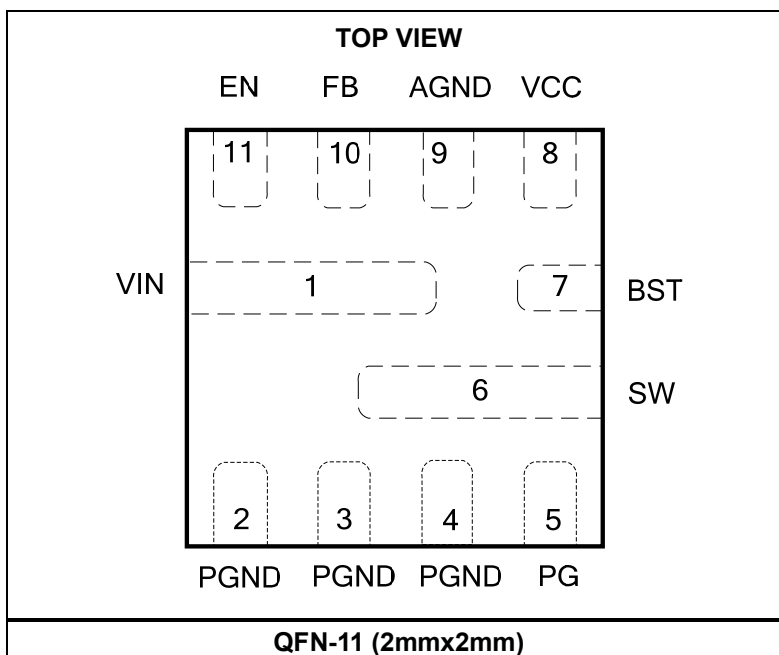 TOP VIEW
EN FB AGND VCC
11 10 9 8
VIN 1 7 BST
6 SW
2 3 4 5
PGND PGND PGND PG
QFN-11 (2mmx2mm)